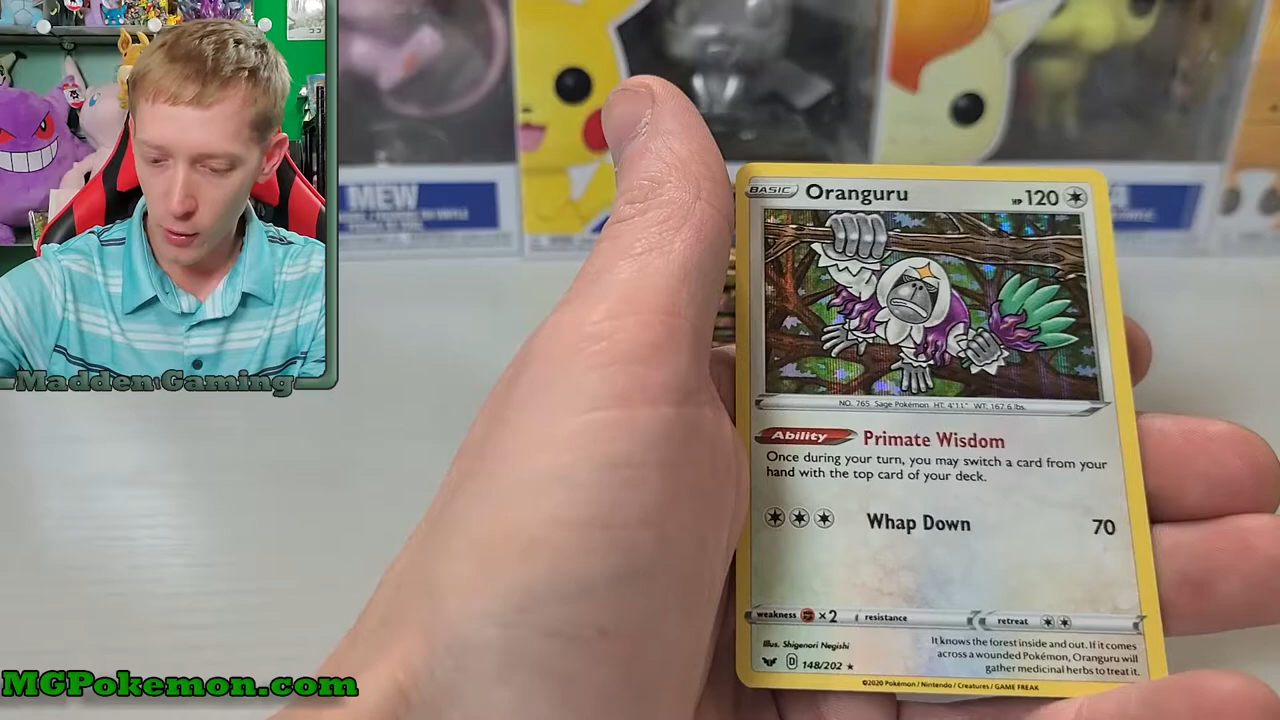 MEW
BASIC Oranguru HP 120
NO. 765 Sage Pokémon HT: 4'11" WT: 167.6 lbs.
Ability Primate Wisdom
Once during your turn, you may switch a card from your
hand with the top card of your deck.
Whap Down 70
weakness ×2 resistance retreat
Illus. Shigenori Negishi
D 148/202 ★
It knows the forest inside and out. If it comes
across a wounded Pokémon, Oranguru will
gather medicinal herbs to treat it.
©2020 Pokémon / Nintendo / Creatures / GAME FREAK
Madden Gaming
MGPokemon.com